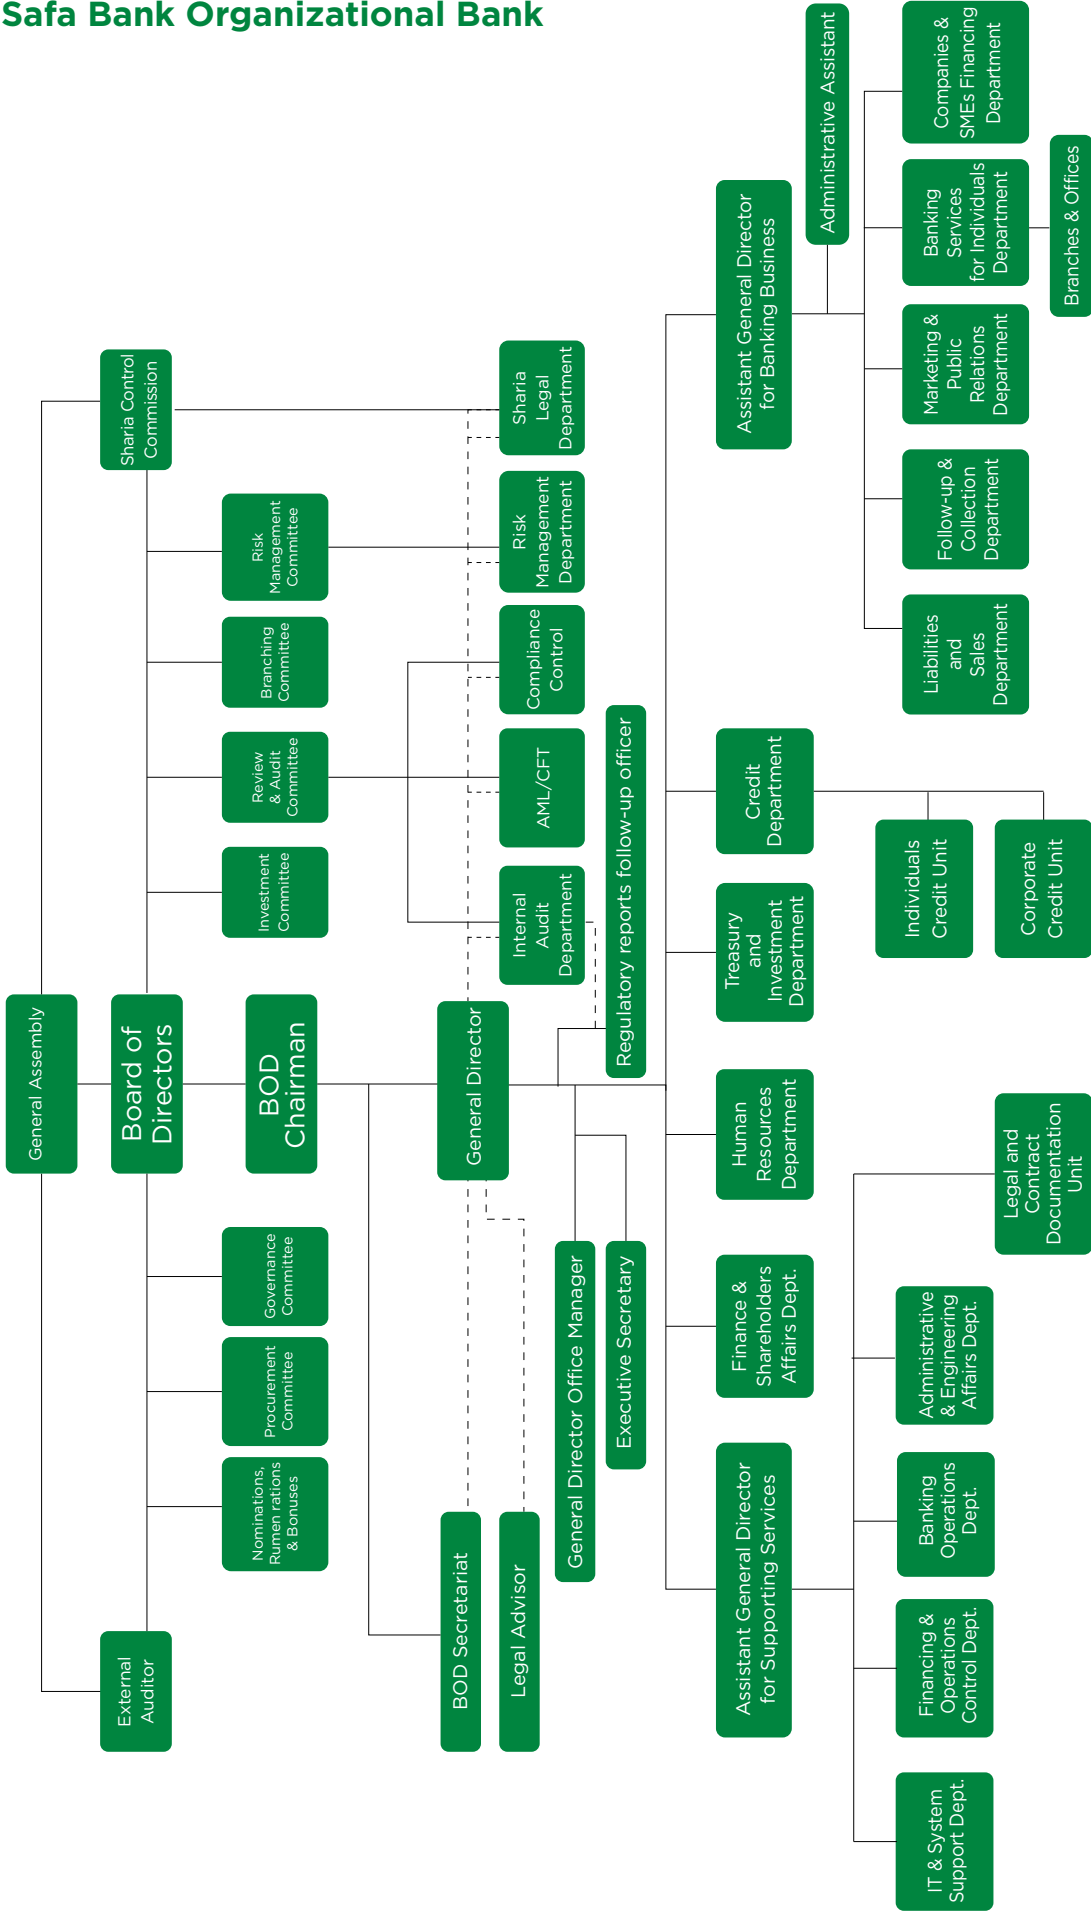 Safa Bank Organizational Bank
General Assembly
External
Auditor
Board of
Directors
Sharia Control
Commission
Nominations,
Rumen rations
& Bonuses
Procurement
Committee
Governance
Committee
Investment
Committee
Review
& Audit
Committee
Branching
Committee
Risk
Management
Committee
BOD
Chairman
BOD Secretariat
General Director
Legal Advisor
Internal
Audit
Department
AML/CFT
Compliance
Control
Risk
Management
Department
Sharia
Legal
Department
General Director Office Manager
Executive Secretary
Regulatory reports follow-up officer
Assistant General Director
for Supporting Services
Finance &
Shareholders
Affairs Dept.
Human
Resources
Department
Treasury
and
Investment
Department
Credit
Department
Assistant General Director
for Banking Business
Administrative Assistant
IT & System
Support Dept.
Financing &
Operations
Control Dept.
Banking
Operations
Dept.
Administrative
& Engineering
Affairs Dept.
Legal and
Contract
Documentation
Unit
Individuals
Credit Unit
Corporate
Credit Unit
Liabilities
and
Sales
Department
Follow-up &
Collection
Department
Marketing &
Public
Relations
Department
Banking
Services
for Individuals
Department
Companies &
SMEs Financing
Department
Branches & Offices